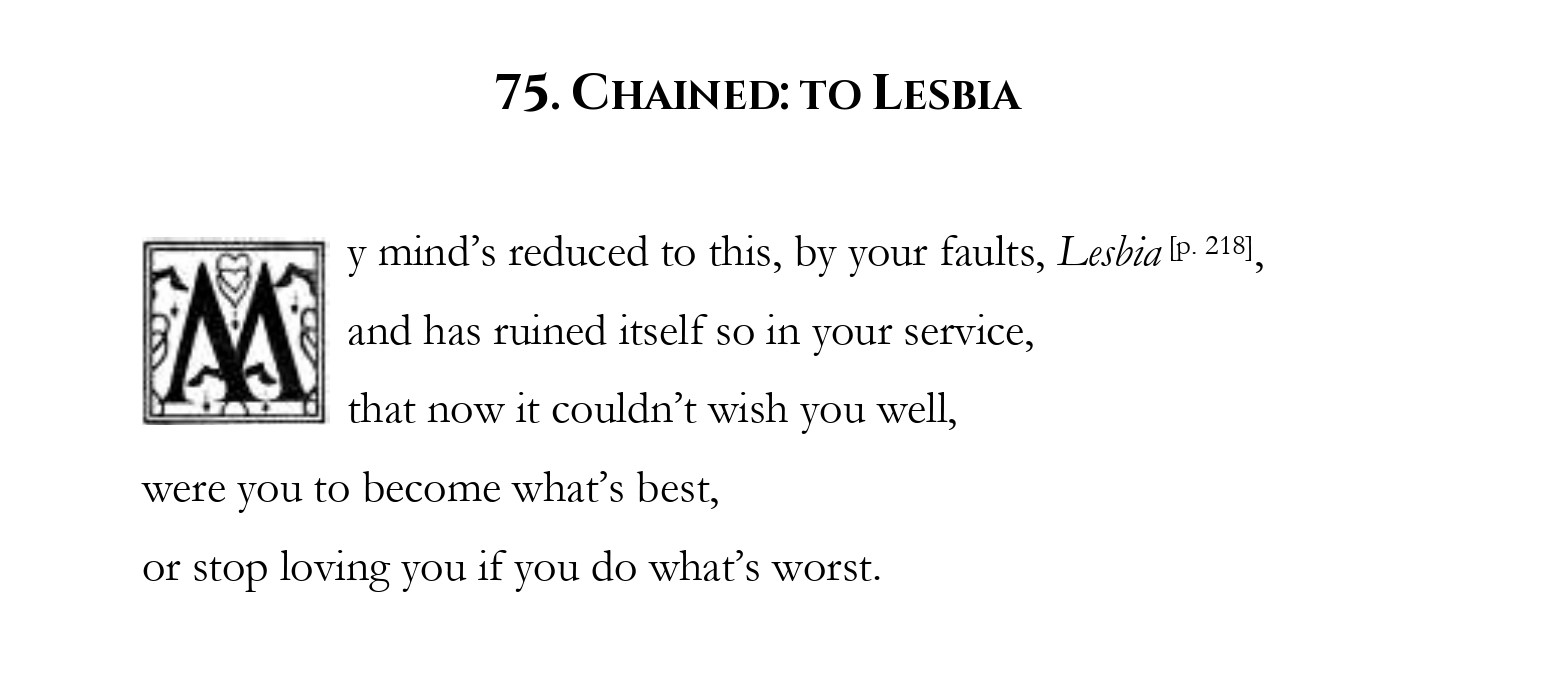 75. Chained: to Lesbia
My mind’s reduced to this, by your faults, Lesbia [p. 218],
and has ruined itself so in your service,
that now it couldn’t wish you well,
were you to become what’s best,
or stop loving you if you do what’s worst.